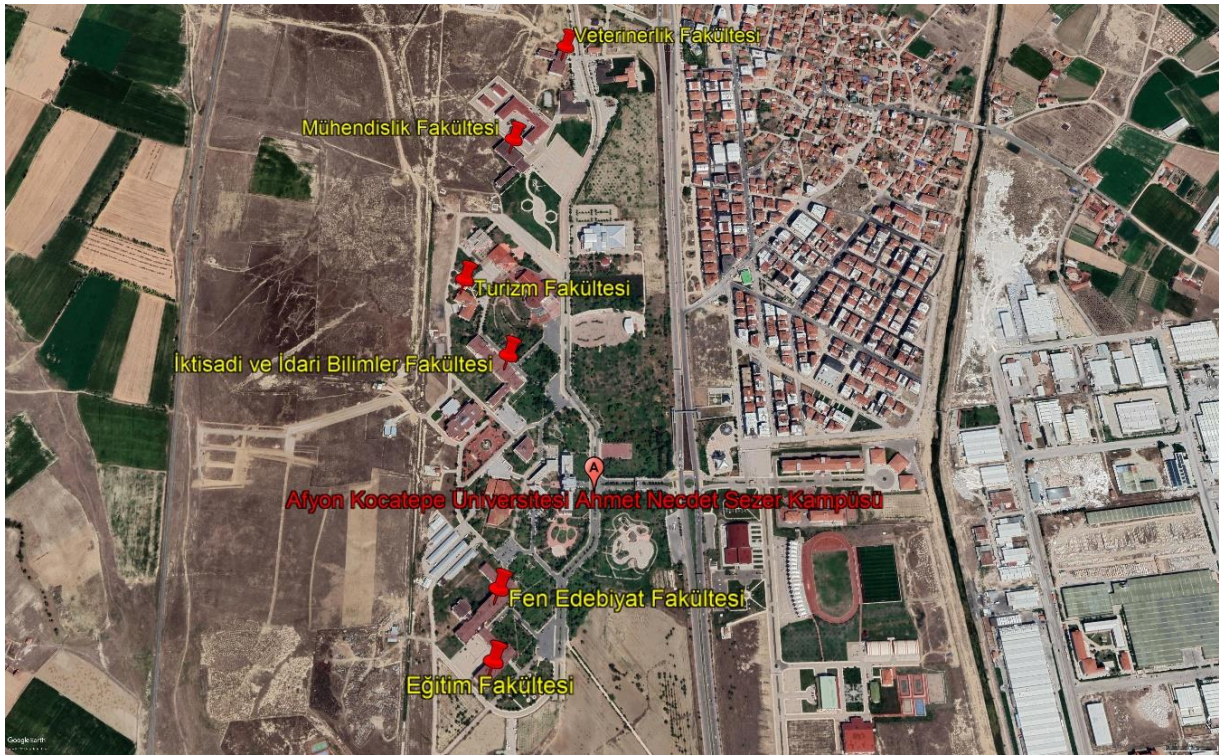 Veterinerlik Fakültesi
Mühendislik Fakültesi
Turizm Fakültesi
İktisadi ve İdari Bilimler Fakültesi
A
Afyon Kocatepe Üniversitesi Ahmet Necdet Sezer Kampüsü
Fen Edebiyat Fakültesi
Eğitim Fakültesi
Google Earth